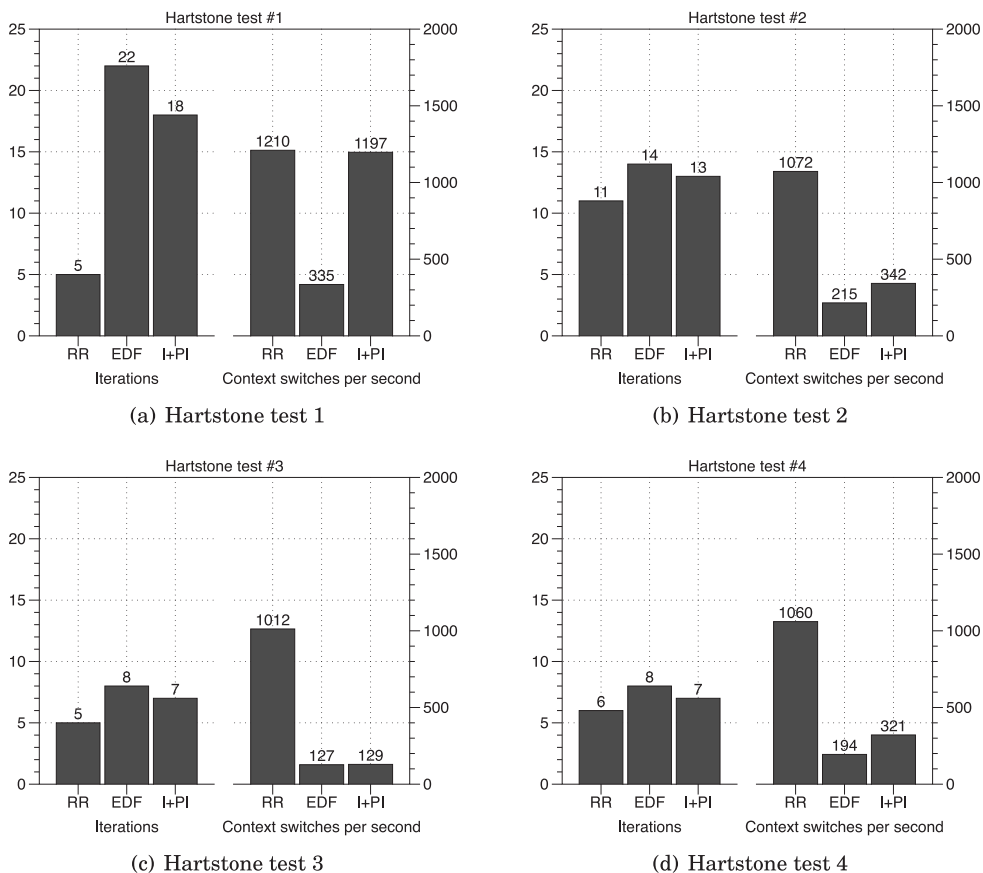 Hartstone test #1
25 20 15 10 5 0
5 22 18 1210 335 1197
2000 1500 1000 500 0
RR EDF I+PI RR EDF I+PI
Iterations Context switches per second
(a) Hartstone test 1
Hartstone test #2
25 20 15 10 5 0
11 14 13 1072 215 342
2000 1500 1000 500 0
RR EDF I+PI RR EDF I+PI
Iterations Context switches per second
(b) Hartstone test 2
Hartstone test #3
25 20 15 10 5 0
5 8 7 1012 127 129
2000 1500 1000 500 0
RR EDF I+PI RR EDF I+PI
Iterations Context switches per second
(c) Hartstone test 3
Hartstone test #4
25 20 15 10 5 0
6 8 7 1060 194 321
2000 1500 1000 500 0
RR EDF I+PI RR EDF I+PI
Iterations Context switches per second
(d) Hartstone test 4